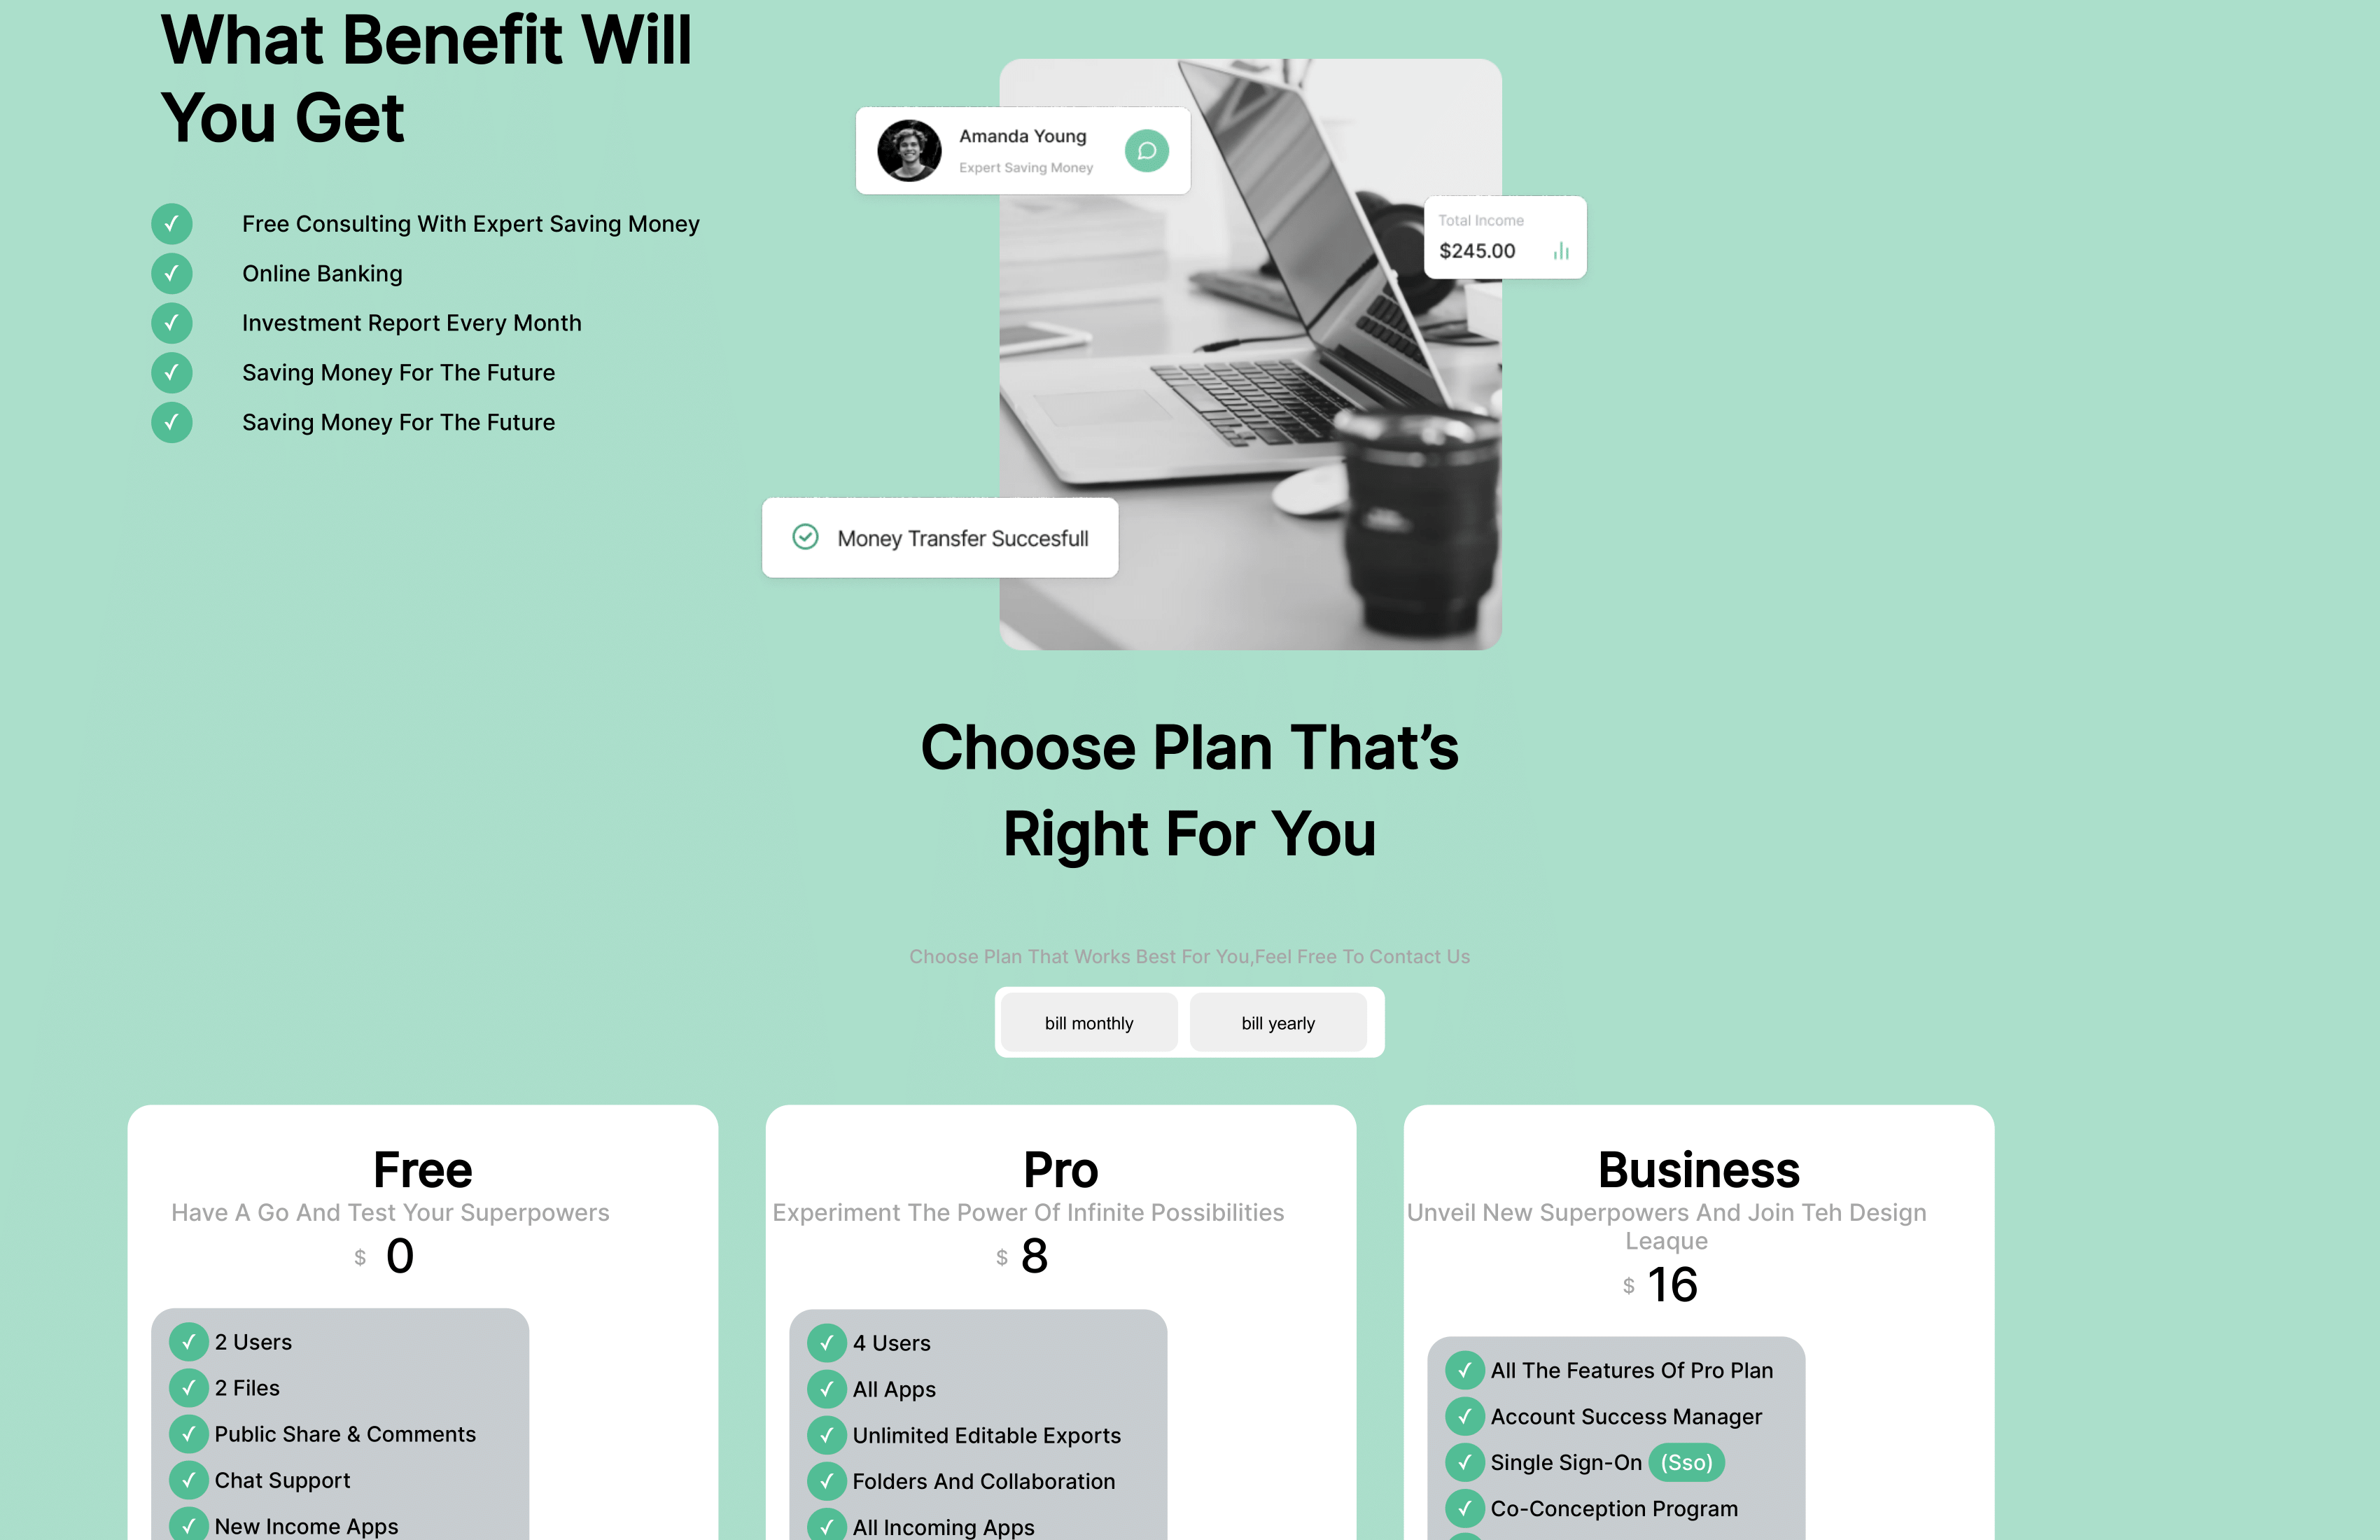 What Benefit Will
You Get
Free Consulting With Expert Saving Money
Online Banking
Investment Report Every Month
Saving Money For The Future
Saving Money For The Future
Amanda Young
Expert Saving Money
Total Income
$245.00
Money Transfer Succesfull
Choose Plan That’s
Right For You
Choose Plan That Works Best For You,Feel Free To Contact Us
bill monthly
bill yearly
Free
Have A Go And Test Your Superpowers
$ 0
2 Users
2 Files
Public Share & Comments
Chat Support
New Income Apps
Pro
Experiment The Power Of Infinite Possibilities
$ 8
4 Users
All Apps
Unlimited Editable Exports
Folders And Collaboration
All Incoming Apps
Business
Unveil New Superpowers And Join Teh Design
Leaque
$ 16
All The Features Of Pro Plan
Account Success Manager
Single Sign-On (Sso)
Co-Conception Program